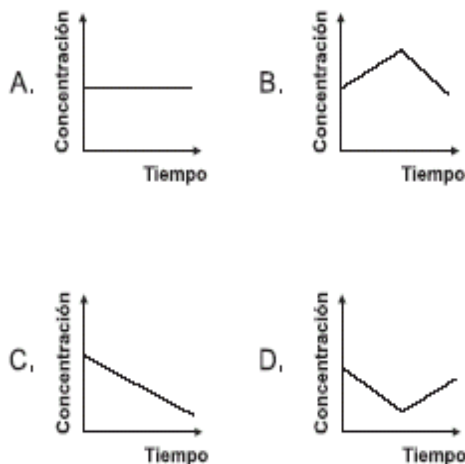 A.
Concentración
Tiempo
B.
Concentración
Tiempo
C.
Concentración
Tiempo
D.
Concentración
Tiempo